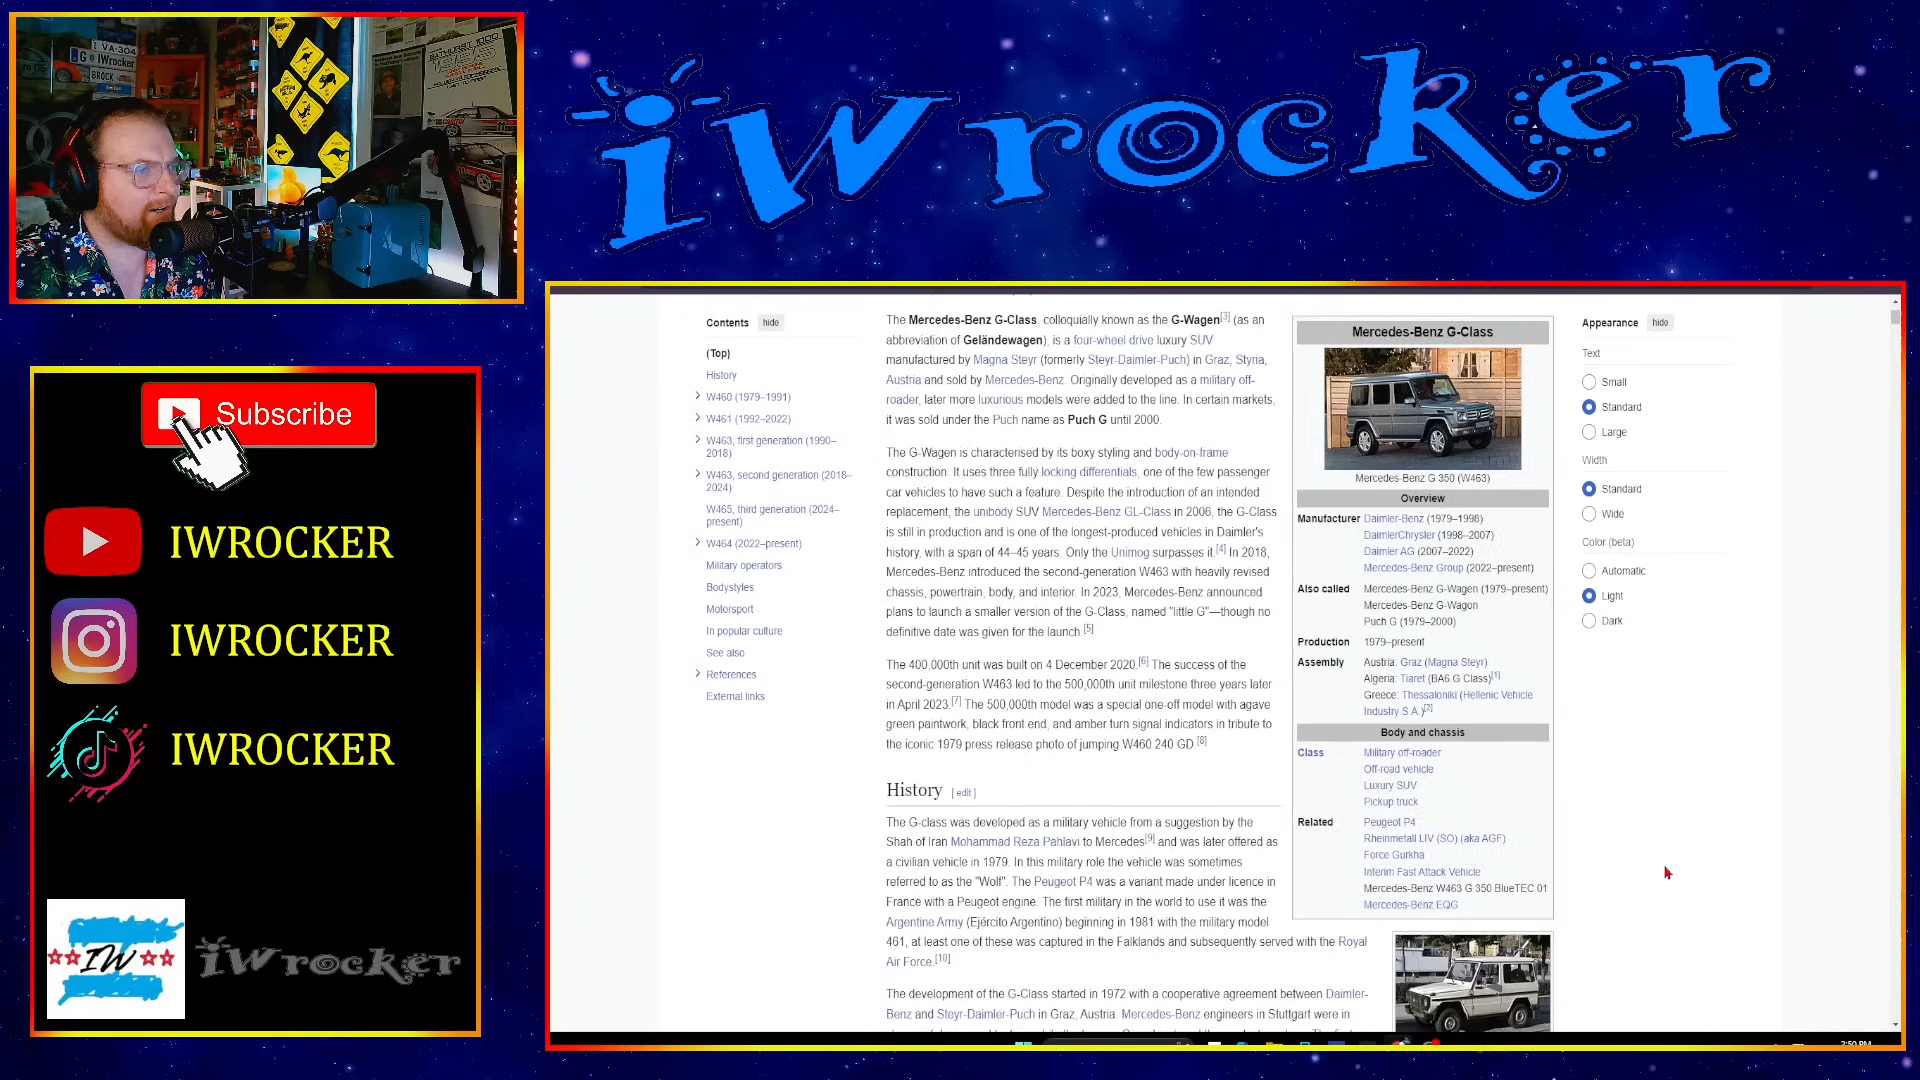 I VA·304
G IWrocker
BROCK
BATHURST 1000
iWrocker
Subscribe
IWROCKER
IWROCKER
IWROCKER
IW
iWrocker
Contents hide
(Top)
History
W460 (1979–1991)
W461 (1992–2022)
W463, first generation (1990–
2018)
W463, second generation (2018–
2024)
W465, third generation (2024–
present)
W464 (2022–present)
Military operators
Bodystyles
Motorsport
In popular culture
See also
References
External links
The Mercedes-Benz G-Class, colloquially known as the G-Wagen[3] (as an
abbreviation of Geländewagen), is a four-wheel drive luxury SUV
manufactured by Magna Steyr (formerly Steyr-Daimler-Puch) in Graz, Styria,
Austria and sold by Mercedes-Benz. Originally developed as a military off-
roader, later more luxurious models were added to the line. In certain markets,
it was sold under the Puch name as Puch G until 2000.
The G-Wagen is characterised by its boxy styling and body-on-frame
construction. It uses three fully locking differentials, one of the few passenger
car vehicles to have such a feature. Despite the introduction of an intended
replacement, the unibody SUV Mercedes-Benz GL-Class in 2006, the G-Class
is still in production and is one of the longest-produced vehicles in Daimler's
history, with a span of 44–45 years. Only the Unimog surpasses it.[4] In 2018,
Mercedes-Benz introduced the second-generation W463 with heavily revised
chassis, powertrain, body, and interior. In 2023, Mercedes-Benz announced
plans to launch a smaller version of the G-Class, named "little G"—though no
definitive date was given for the launch.[5]
The 400,000th unit was built on 4 December 2020.[6] The success of the
second-generation W463 led to the 500,000th unit milestone three years later
in April 2023.[7] The 500,000th model was a special one-off model with agave
green paintwork, black front end, and amber turn signal indicators in tribute to
the iconic 1979 press release photo of jumping W460 240 GD.[8]
History [ edit ]
The G-class was developed as a military vehicle from a suggestion by the
Shah of Iran Mohammad Reza Pahlavi to Mercedes[9] and was later offered as
a civilian vehicle in 1979. In this military role the vehicle was sometimes
referred to as the "Wolf". The Peugeot P4 was a variant made under licence in
France with a Peugeot engine. The first military in the world to use it was the
Argentine Army (Ejército Argentino) beginning in 1981 with the military model
461, at least one of these was captured in the Falklands and subsequently served with the Royal
Air Force.[10]
The development of the G-Class started in 1972 with a cooperative agreement between Daimler-
Benz and Steyr-Daimler-Puch in Graz, Austria. Mercedes-Benz engineers in Stuttgart were in
Mercedes-Benz G-Class
Mercedes-Benz G 350 (W463)
Overview
Manufacturer Daimler-Benz (1979–1998)
DaimlerChrysler (1998–2007)
Daimler AG (2007–2022)
Mercedes-Benz Group (2022–present)
Also called Mercedes-Benz G-Wagen (1979–present)
Mercedes-Benz G-Wagon
Puch G (1979–2000)
Production 1979–present
Assembly Austria: Graz (Magna Steyr)
Algeria: Tiaret (BA6 G Class)[1]
Greece: Thessaloniki (Hellenic Vehicle
Industry S.A.)[2]
Body and chassis
Class Military off-roader
Off-road vehicle
Luxury SUV
Pickup truck
Related Peugeot P4
Rheinmetall LIV (SO) (aka AGF)
Force Gurkha
Interim Fast Attack Vehicle
Mercedes-Benz W463 G 350 BlueTEC 01
Mercedes-Benz EQG
Appearance hide
Text
Small
Standard
Large
Width
Standard
Wide
Color (beta)
Automatic
Light
Dark
2:50 PM